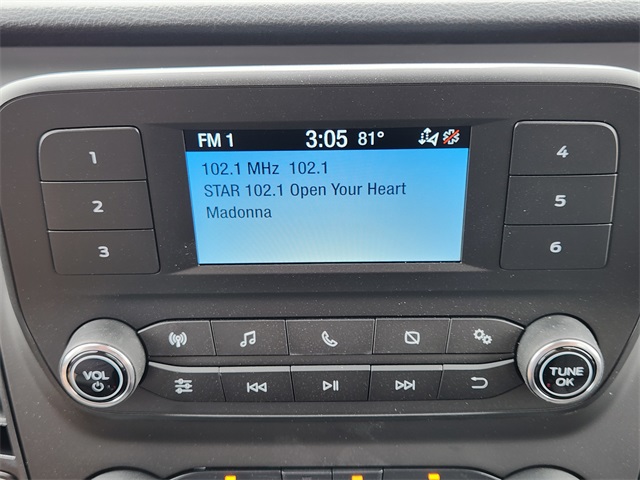 FM 1 3:05 81°
102.1 MHz 102.1
STAR 102.1 Open Your Heart
Madonna
1
2
3
4
5
6
VOL
TUNE
OK